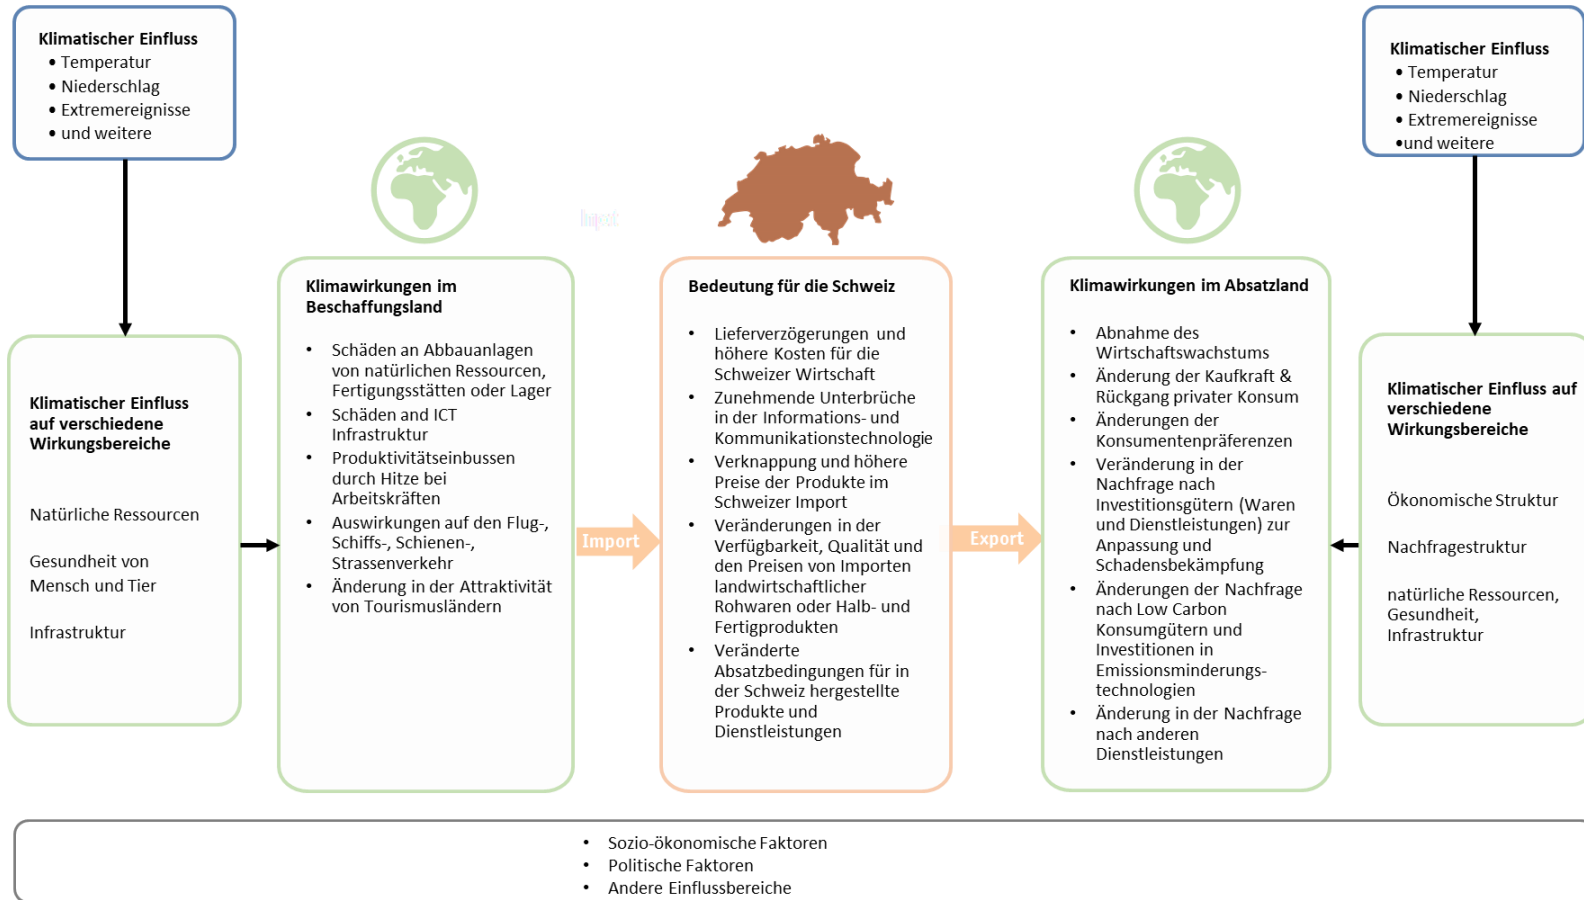 Klimatischer Einfluss
• Temperatur
• Niederschlag
• Extremereignisse
• und weitere
Klimatischer Einfluss
auf verschiedene
Wirkungsbereiche
Natürliche Ressourcen
Gesundheit von
Mensch und Tier
Infrastruktur
Klimawirkungen im
Beschaffungsland
• Schäden an Abbauanlagen
von natürlichen Ressourcen,
Fertigungsstätten oder Lager
• Schäden and ICT
Infrastruktur
• Produktivitätseinbussen
durch Hitze bei
Arbeitskräften
• Auswirkungen auf den Flug-,
Schiffs-, Schienen-,
Strassenverkehr
• Änderung in der Attraktivität
von Tourismusländern
Import
Import
Bedeutung für die Schweiz
• Lieferverzögerungen und
höhere Kosten für die
Schweizer Wirtschaft
• Zunehmende Unterbrüche
in der Informations- und
Kommunikationstechnologie
• Verknappung und höhere
Preise der Produkte im
Schweizer Import
• Veränderungen in der
Verfügbarkeit, Qualität und
den Preisen von Importen
landwirtschaftlicher
Rohwaren oder Halb- und
Fertigprodukten
• Veränderte
Absatzbedingungen für in
der Schweiz hergestellte
Produkte und
Dienstleistungen
Export
Klimawirkungen im Absatzland
• Abnahme des
Wirtschaftswachstums
• Änderung der Kaufkraft &
Rückgang privater Konsum
• Änderungen der
Konsumentenpräferenzen
• Veränderung in der
Nachfrage nach
Investitionsgütern (Waren
und Dienstleistungen) zur
Anpassung und
Schadensbekämpfung
• Änderungen der Nachfrage
nach Low Carbon
Konsumgütern und
Investitionen in
Emissionsminderungs-
technologien
• Änderung in der Nachfrage
nach anderen
Dienstleistungen
Klimatischer Einfluss
• Temperatur
• Niederschlag
• Extremereignisse
•und weitere
Klimatischer Einfluss auf
verschiedene
Wirkungsbereiche
Ökonomische Struktur
Nachfragestruktur
natürliche Ressourcen,
Gesundheit,
Infrastruktur
• Sozio-ökonomische Faktoren
• Politische Faktoren
• Andere Einflussbereiche